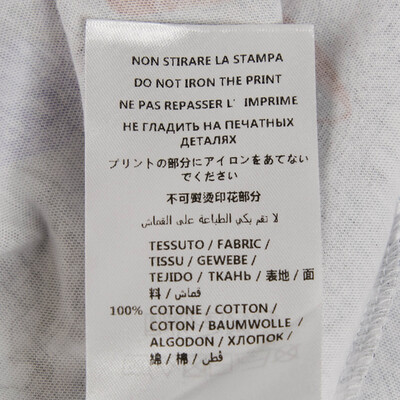 NON STIRARE LA STAMPA
DO NOT IRON THE PRINT
NE PAS REPASSER L' IMPRIME
НЕ ГЛАДИТЬ НА ПЕЧАТНЫХ
ДЕТАЛЯХ
プリントの部分にアイロンをあてない
でください
不可熨烫印花部分
لا تقم بكي الطباعة على القماش
TESSUTO / FABRIC /
TISSU / GEWEBE /
TEJIDO / ТКАНЬ / 表地 / 面
料 / قماش /
100% COTONE / COTTON /
COTON / BAUMWOLLE /
ALGODON / ХЛОПОК /
綿 / 棉 / قطن /